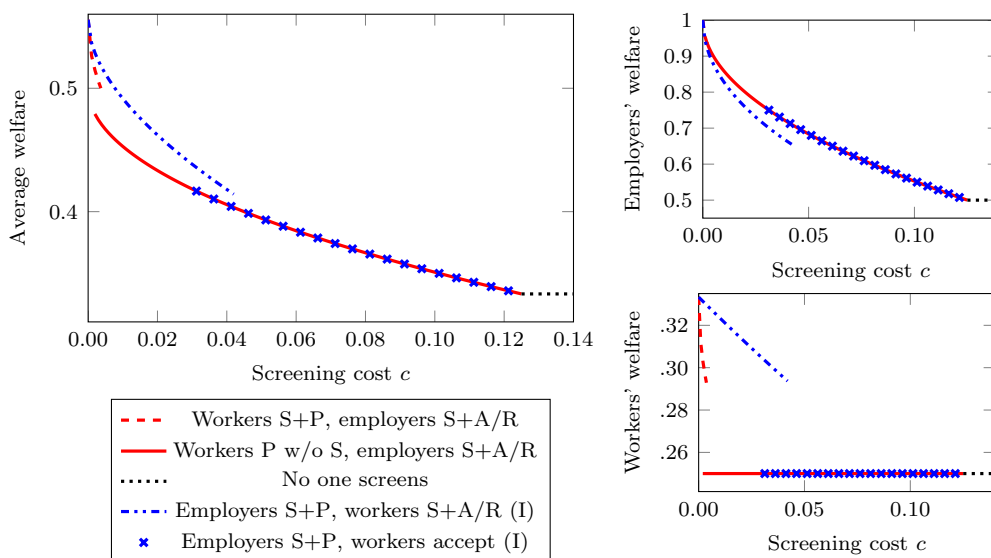 Average welfare
0.5
0.4
0.00 0.02 0.04 0.06 0.08 0.10 0.12 0.14
Screening cost c
Employers' welfare
1
0.9
0.8
0.7
0.6
0.5
0.00 0.05 0.10
Screening cost c
Workers' welfare
.32
.30
.28
.26
.24
0.00 0.05 0.10
Screening cost c
Workers S+P, employers S+A/R
Workers P w/o S, employers S+A/R
No one screens
Employers S+P, workers S+A/R (I)
Employers S+P, workers accept (I)